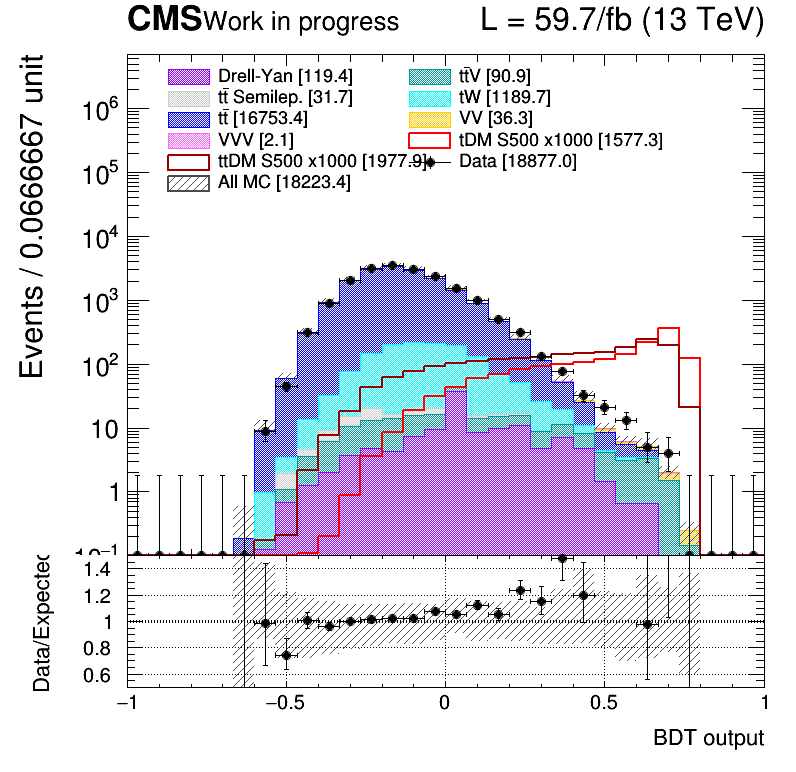 CMS Work in progress L = 59.7/fb (13 TeV)
Events / 0.0666667 unit
Drell-Yan [119.4] tt̄V [90.9]
tt̄ Semilep. [31.7] tW [1189.7]
tt̄ [16753.4] VV [36.3]
VVV [2.1] tDM S500 x1000 [1577.3]
ttDM S500 x1000 [1977.9] Data [18877.0]
All MC [18223.4]
10⁶
10⁵
10⁴
10³
10²
10
1
10⁻¹
Data/Expected
1.4
1.2
1
0.8
0.6
−1 −0.5 0 0.5 1
BDT output